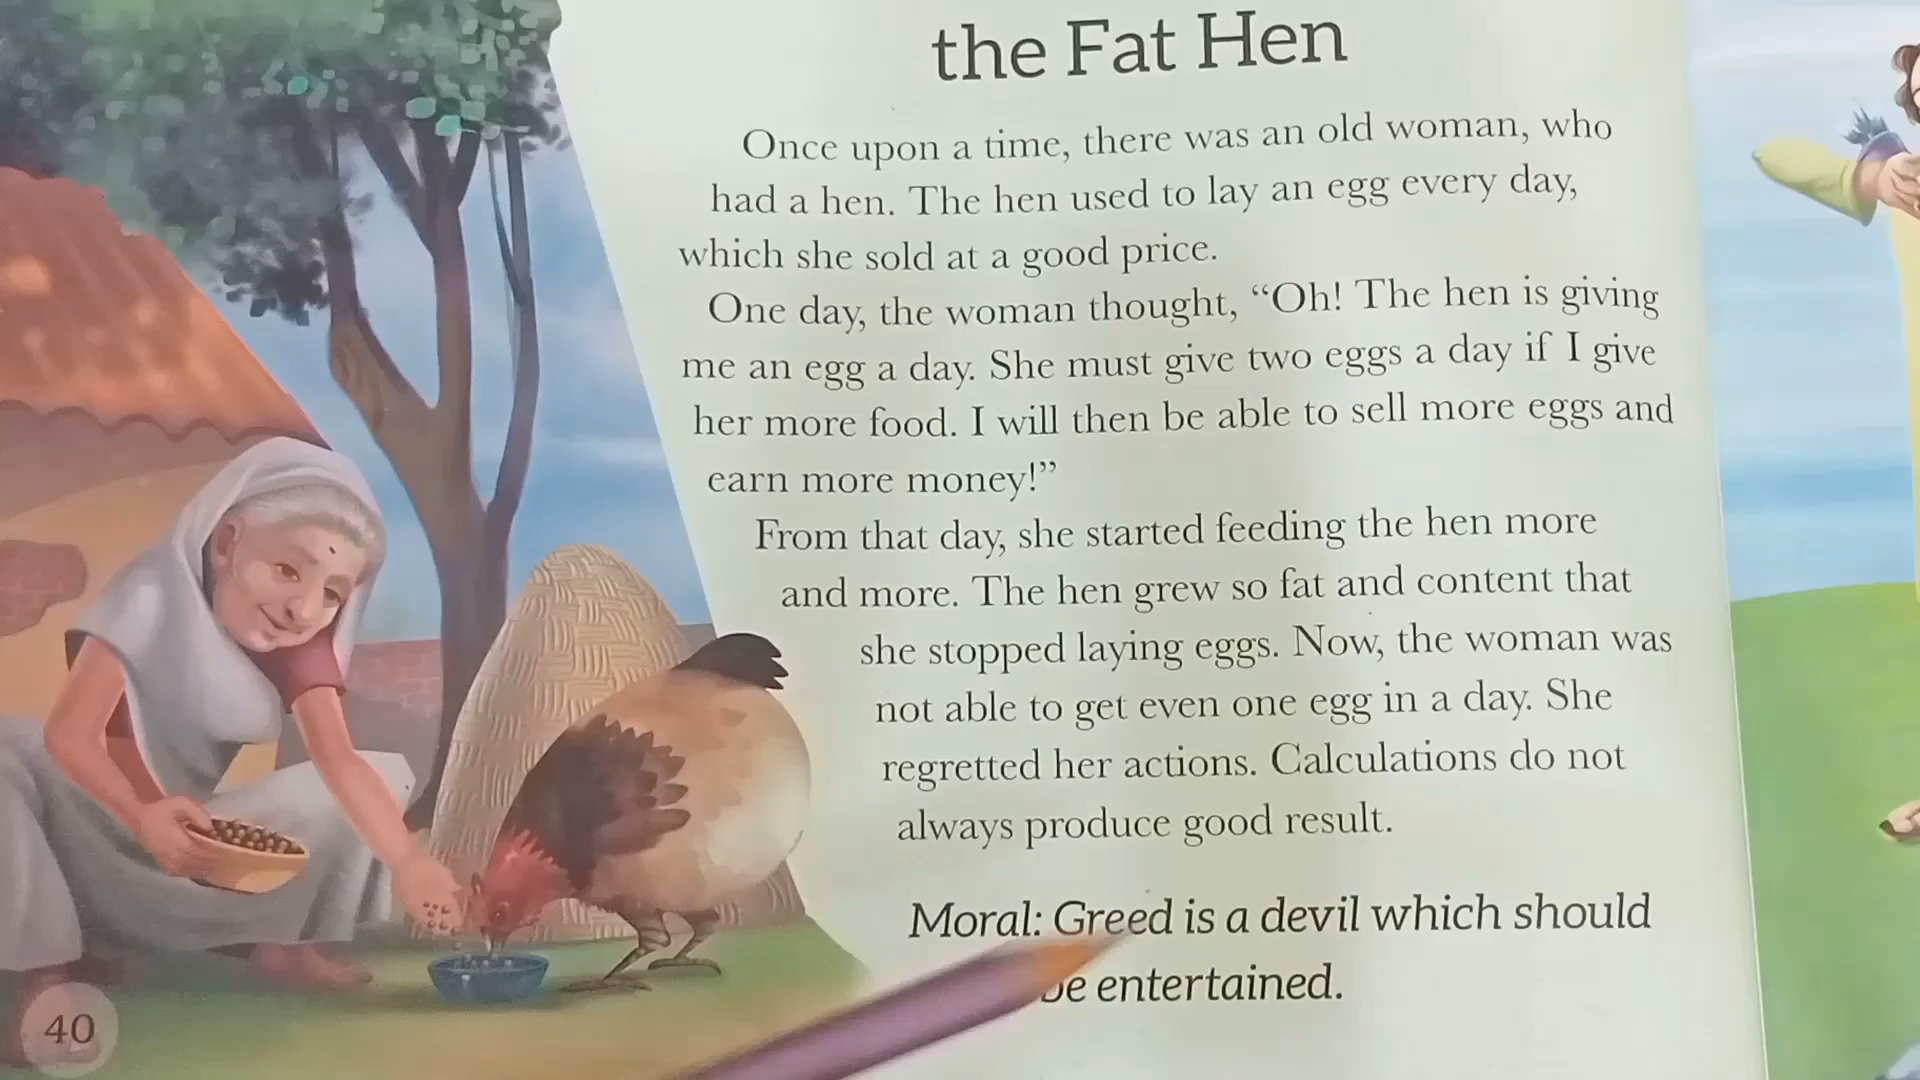 the Fat Hen
Once upon a time, there was an old woman, who
had a hen. The hen used to lay an egg every day,
which she sold at a good price.
One day, the woman thought, “Oh! The hen is giving
me an egg a day. She must give two eggs a day if I give
her more food. I will then be able to sell more eggs and
earn more money!”
From that day, she started feeding the hen more
and more. The hen grew so fat and content that
she stopped laying eggs. Now, the woman was
not able to get even one egg in a day. She
regretted her actions. Calculations do not
always produce good result.
Moral: Greed is a devil which should
be entertained.
40